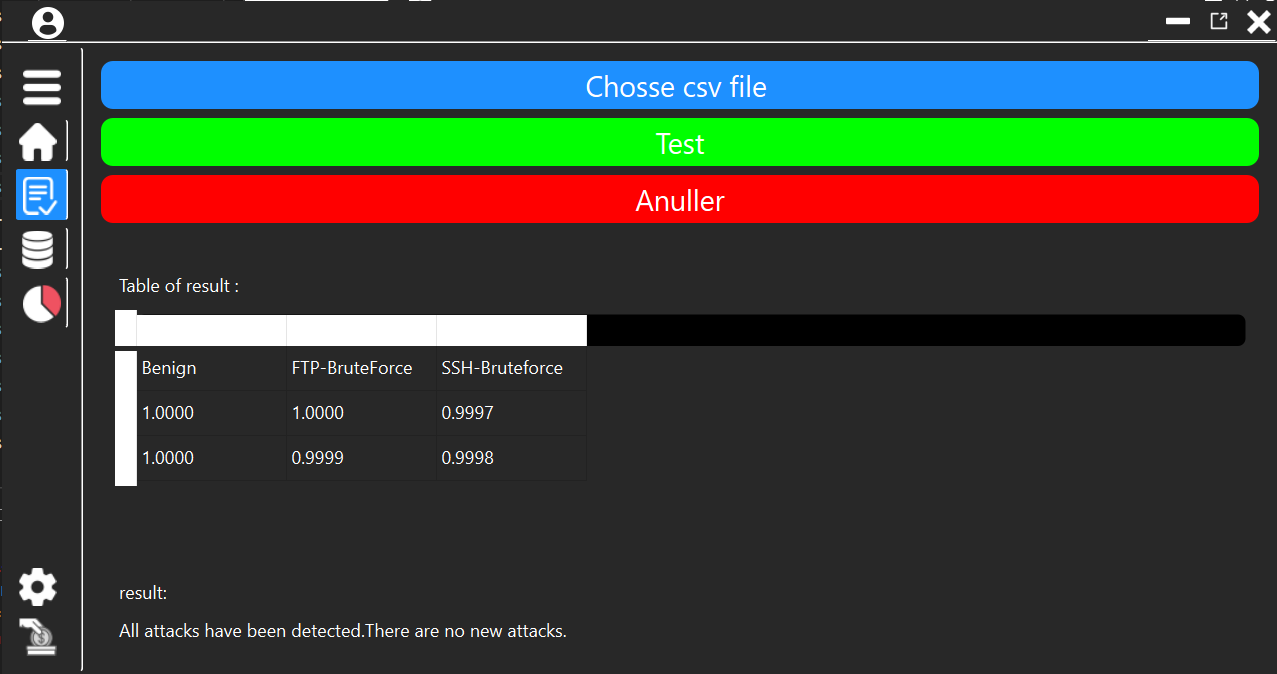 Chosse csv file
Test
Anuller
Table of result :
Benign FTP-BruteForce SSH-Bruteforce
1.0000 1.0000 0.9997
1.0000 0.9999 0.9998
result:
All attacks have been detected.There are no new attacks.